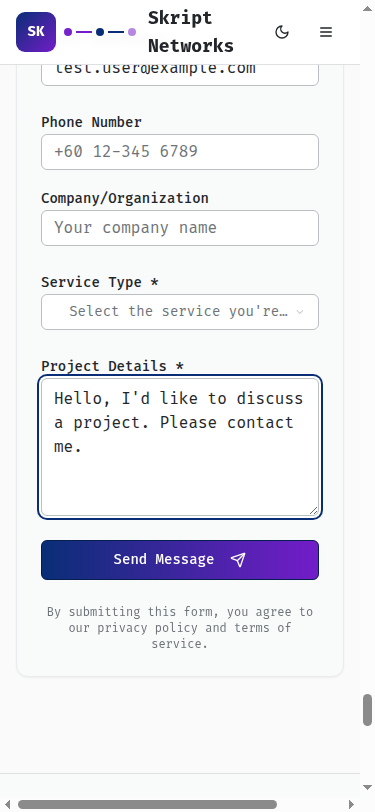 SK
Skript
Networks
test.user@example.com
Phone Number
+60 12-345 6789
Company/Organization
Your company name
Service Type *
Select the service you're…
Project Details *
Hello, I'd like to discuss
a project. Please contact
me.
Send Message
By submitting this form, you agree to
our privacy policy and terms of
service.